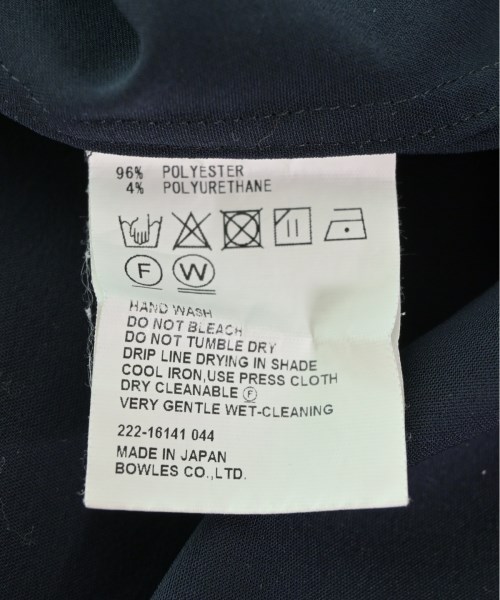 96% POLYESTER
4% POLYURETHANE
F W
HAND WASH
DO NOT BLEACH
DO NOT TUMBLE DRY
DRIP LINE DRYING IN SHADE
COOL IRON,USE PRESS CLOTH
DRY CLEANABLE Ⓕ
VERY GENTLE WET-CLEANING
222-16141 044
MADE IN JAPAN
BOWLES CO.,LTD.